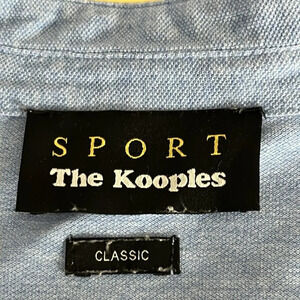 SPORT
The Kooples
CLASSIC